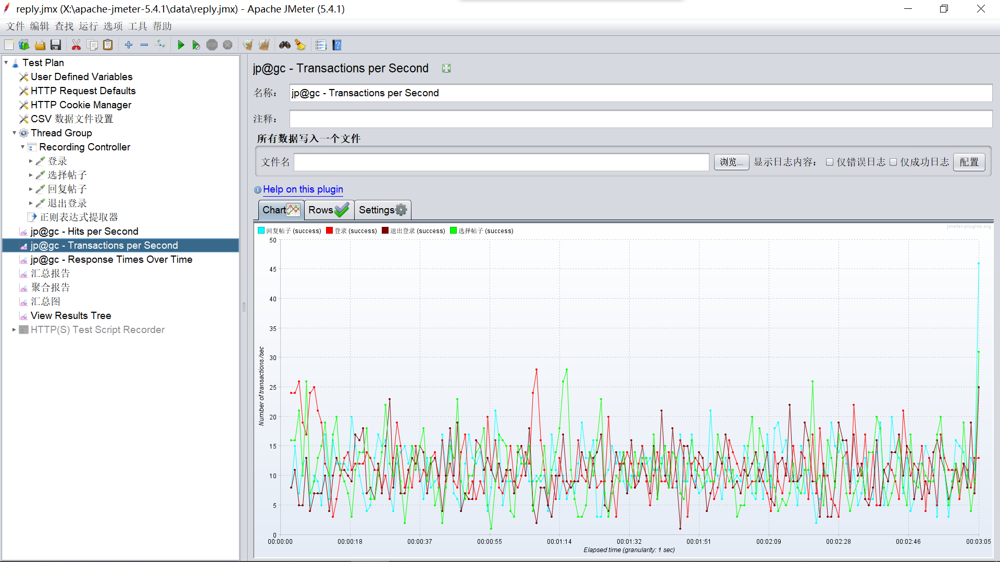 reply.jmx (X:\apache-jmeter-5.4.1\data\reply.jmx) - Apache JMeter (5.4.1)
文件 编辑 查找 运行 选项 工具 帮助
Test Plan
User Defined Variables
HTTP Request Defaults
HTTP Cookie Manager
CSV 数据文件设置
Thread Group
Recording Controller
登录
选择帖子
回复帖子
退出登录
正则表达式提取器
jp@gc - Hits per Second
jp@gc - Transactions per Second
jp@gc - Response Times Over Time
汇总报告
聚合报告
汇总图
View Results Tree
HTTP(S) Test Script Recorder
jp@gc - Transactions per Second
名称： jp@gc - Transactions per Second
注释：
所有数据写入一个文件
文件名 浏览... 显示日志内容： 仅错误日志 仅成功日志 配置
Help on this plugin
Chart Rows Settings
回复帖子 (success) 登录 (success) 退出登录 (success) 选择帖子 (success)
jmeter-plugins.org
50
45
40
35
30
25
20
15
10
5
0
Number of transactions /sec
00:00:00 00:00:18 00:00:37 00:00:55 00:01:14 00:01:32 00:01:51 00:02:09 00:02:28 00:02:46 00:03:05
Elapsed time (granularity: 1 sec)